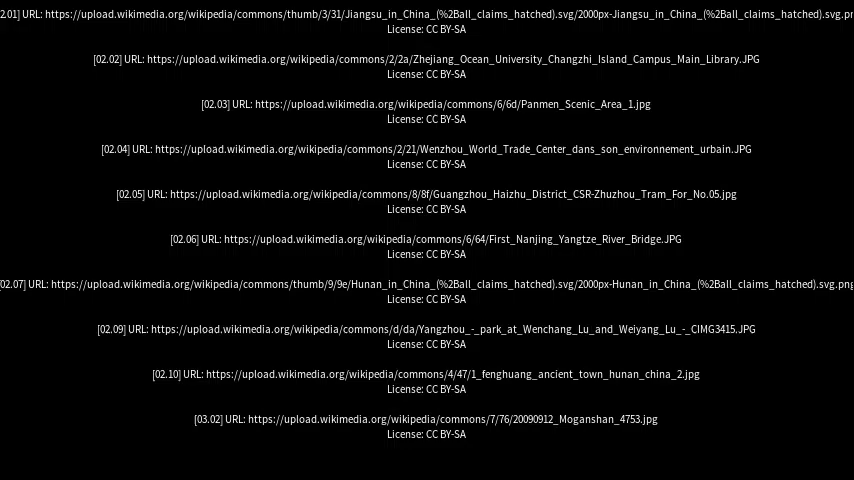 2.01] URL: https://upload.wikimedia.org/wikipedia/commons/thumb/3/31/Jiangsu_in_China_(%2Ball_claims_hatched).svg/2000px-Jiangsu_in_China_(%2Ball_claims_hatched).svg.pn
License: CC BY-SA
[02.02] URL: https://upload.wikimedia.org/wikipedia/commons/2/2a/Zhejiang_Ocean_University_Changzhi_Island_Campus_Main_Library.JPG
License: CC BY-SA
[02.03] URL: https://upload.wikimedia.org/wikipedia/commons/6/6d/Panmen_Scenic_Area_1.jpg
License: CC BY-SA
[02.04] URL: https://upload.wikimedia.org/wikipedia/commons/2/21/Wenzhou_World_Trade_Center_dans_son_environnement_urbain.JPG
License: CC BY-SA
[02.05] URL: https://upload.wikimedia.org/wikipedia/commons/8/8f/Guangzhou_Haizhu_District_CSR-Zhuzhou_Tram_For_No.05.jpg
License: CC BY-SA
[02.06] URL: https://upload.wikimedia.org/wikipedia/commons/6/64/First_Nanjing_Yangtze_River_Bridge.JPG
License: CC BY-SA
[02.07] URL: https://upload.wikimedia.org/wikipedia/commons/thumb/9/9e/Hunan_in_China_(%2Ball_claims_hatched).svg/2000px-Hunan_in_China_(%2Ball_claims_hatched).svg.png
License: CC BY-SA
[02.09] URL: https://upload.wikimedia.org/wikipedia/commons/d/da/Yangzhou_-_park_at_Wenchang_Lu_and_Weiyang_Lu_-_CIMG3415.JPG
License: CC BY-SA
[02.10] URL: https://upload.wikimedia.org/wikipedia/commons/4/47/1_fenghuang_ancient_town_hunan_china_2.jpg
License: CC BY-SA
[03.02] URL: https://upload.wikimedia.org/wikipedia/commons/7/76/20090912_Moganshan_4753.jpg
License: CC BY-SA